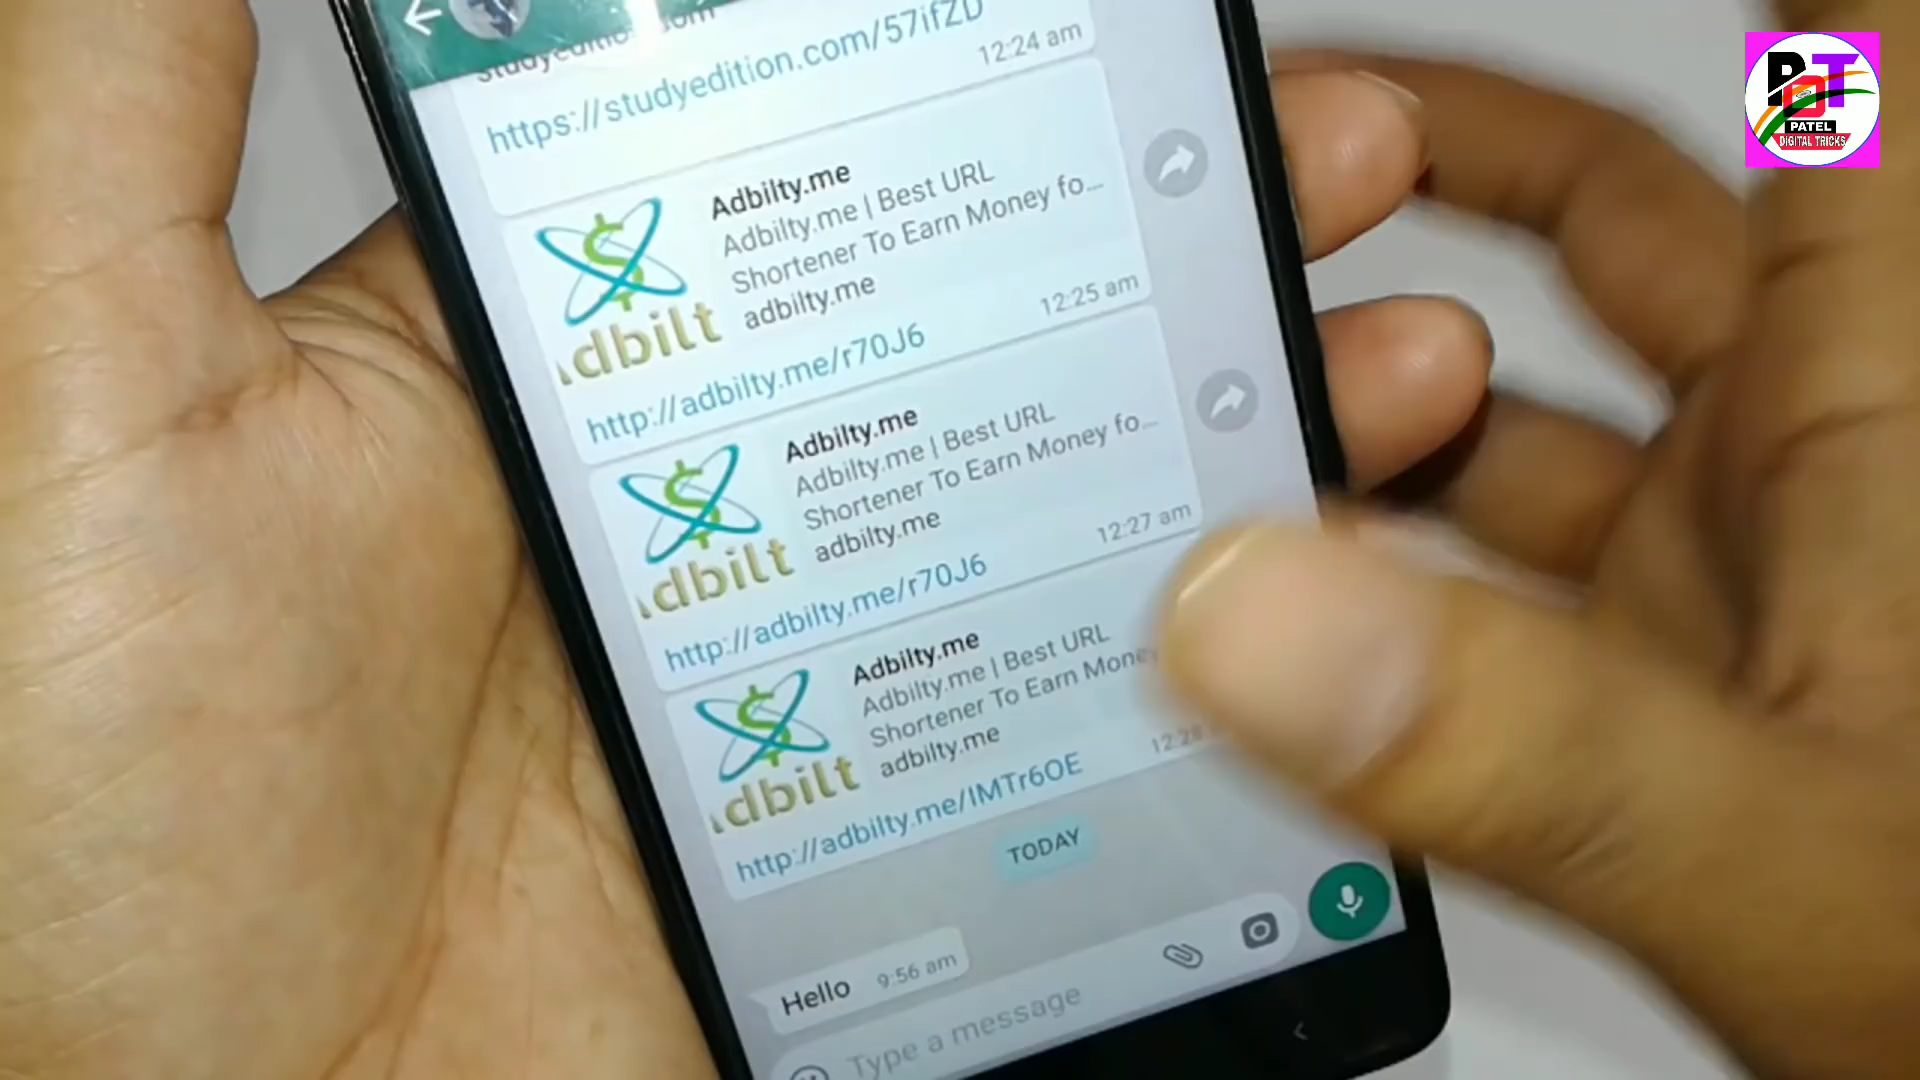 https://studyedition.com/57ifZD
12:24 am
Adbilty.me
Adbilty.me | Best URL
Shortener To Earn Money fo...
adbilty.me
12:25 am
dbilt
http://adbilty.me/r70J6
Adbilty.me
Adbilty.me | Best URL
Shortener To Earn Money fo...
adbilty.me
12:27 am
dbilt
http://adbilty.me/r70J6
Adbilty.me
Adbilty.me | Best URL
Shortener To Earn Money
adbilty.me
12:28
dbilt
http://adbilty.me/IMTr6OE
TODAY
Hello 9:56 am
Type a message
PATEL
DIGITAL TRICKS